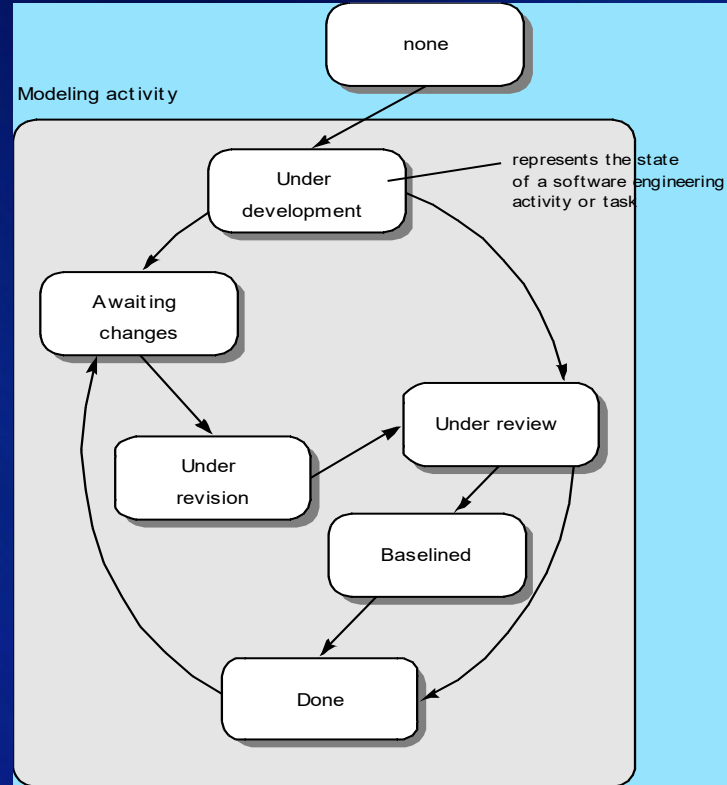 none
Modeling activity
represents the state
of a software engineering
activity or task
Under
development
Awaiting
changes
Under review
Under
revision
Baselined
Done